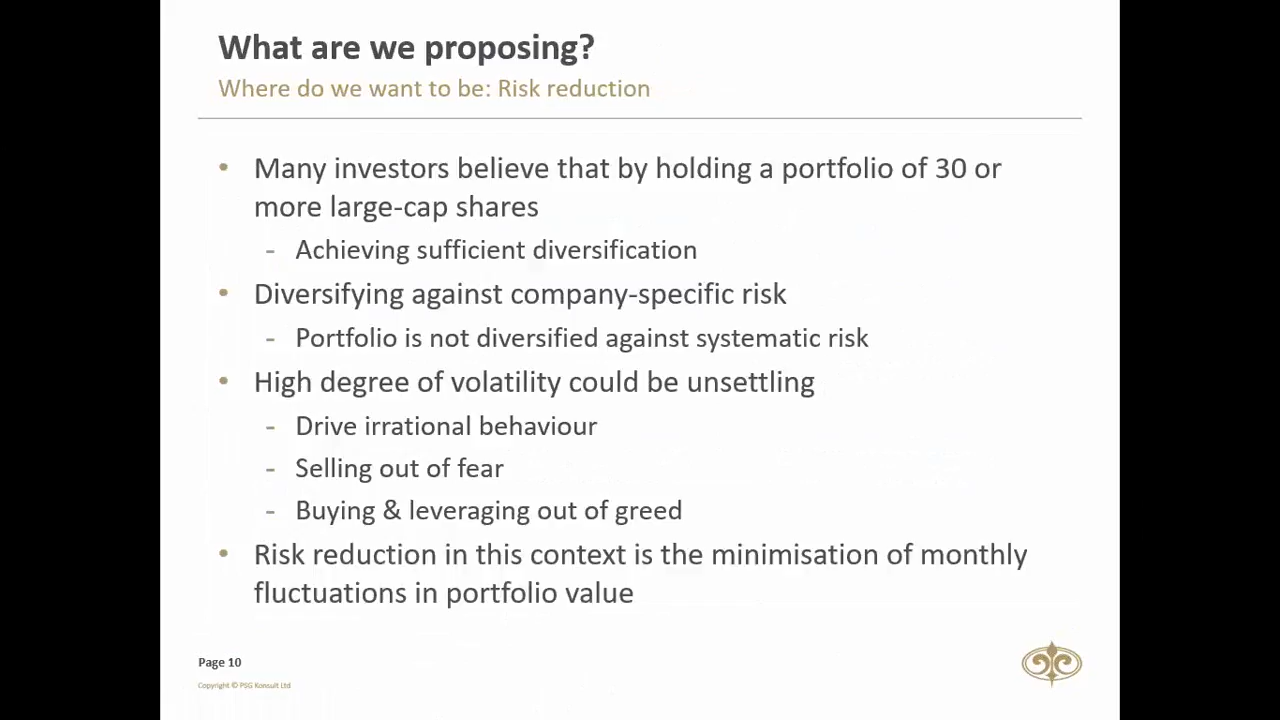 What are we proposing?
Where do we want to be: Risk reduction
• Many investors believe that by holding a portfolio of 30 or
more large-cap shares
- Achieving sufficient diversification
• Diversifying against company-specific risk
- Portfolio is not diversified against systematic risk
• High degree of volatility could be unsettling
- Drive irrational behaviour
- Selling out of fear
- Buying & leveraging out of greed
• Risk reduction in this context is the minimisation of monthly
fluctuations in portfolio value
Page 10
Copyright © PSG Konsult Ltd